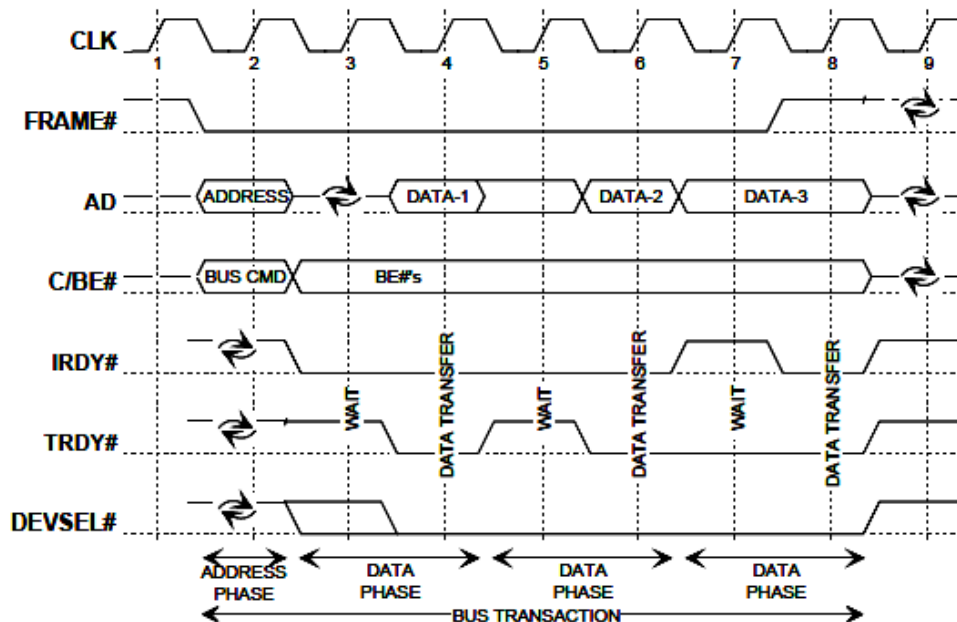 CLK
1 2 3 4 5 6 7 8 9
FRAME#
AD ADDRESS DATA-1 DATA-2 DATA-3
C/BE# BUS CMD BE#'s
IRDY#
WAIT
DATA TRANSFER
WAIT
DATA TRANSFER
WAIT
DATA TRANSFER
TRDY#
DEVSEL#
ADDRESS DATA DATA DATA
PHASE PHASE PHASE PHASE
BUS TRANSACTION